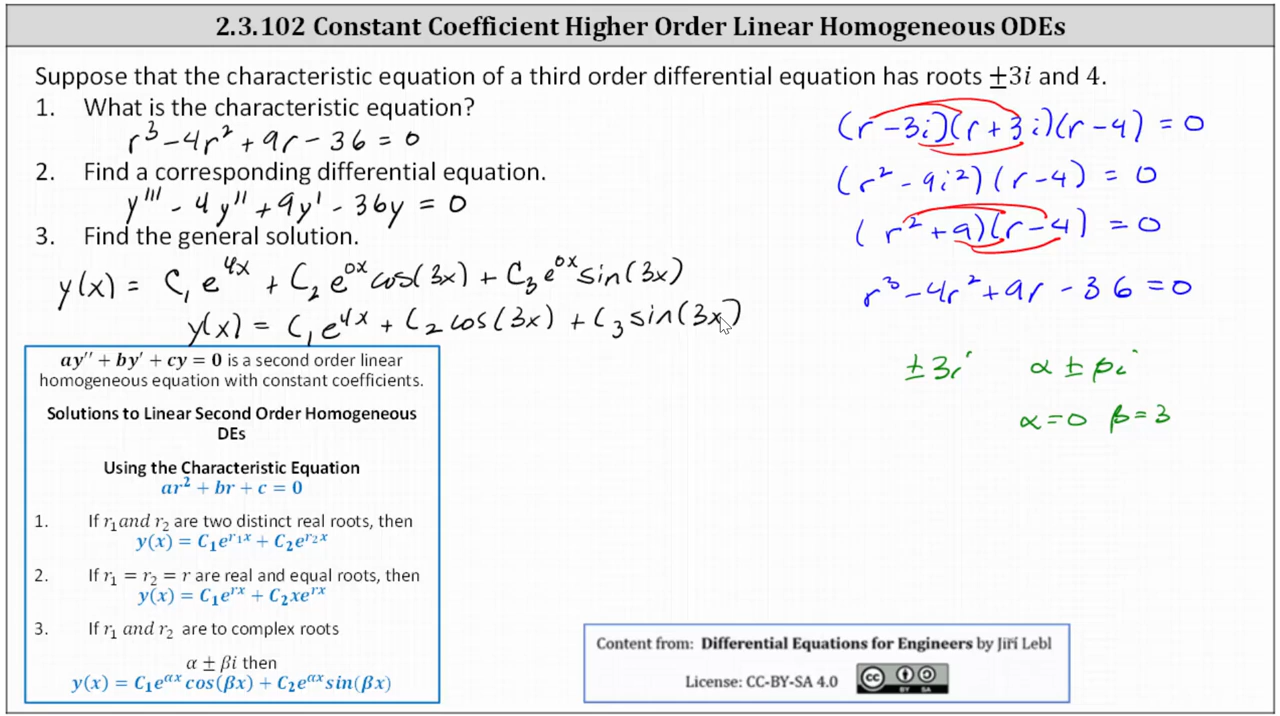 2.3.102 Constant Coefficient Higher Order Linear Homogeneous ODEs
Suppose that the characteristic equation of a third order differential equation has roots ±3i and 4.
1. What is the characteristic equation?
r³ - 4r² + 9r - 36 = 0
2. Find a corresponding differential equation.
y''' - 4y'' + 9y' - 36y = 0
3. Find the general solution.
y(x) = C₁e^{4x} + C₂e^{0x}cos(3x) + C₃e^{0x}sin(3x)
y(x) = C₁e^{4x} + C₂cos(3x) + C₃sin(3x)
(r - 3i)(r + 3i)(r - 4) = 0
(r² - 9i²)(r - 4) = 0
(r² + 9)(r - 4) = 0
r³ - 4r² + 9r - 36 = 0
±3i α ± βi
α = 0 β = 3
ay'' + by' + cy = 0 is a second order linear
homogeneous equation with constant coefficients.
Solutions to Linear Second Order Homogeneous
DEs
Using the Characteristic Equation
ar² + br + c = 0
1. If r₁and r₂ are two distinct real roots, then
y(x) = C₁e^{r₁x} + C₂e^{r₂x}
2. If r₁ = r₂ = r are real and equal roots, then
y(x) = C₁e^{rx} + C₂xe^{rx}
3. If r₁ and r₂ are to complex roots
α ± βi then
y(x) = C₁e^{αx} cos(βx) + C₂e^{αx}sin(βx)
Content from: Differential Equations for Engineers by Jiří Lebl
License: CC-BY-SA 4.0
cc
BY SA